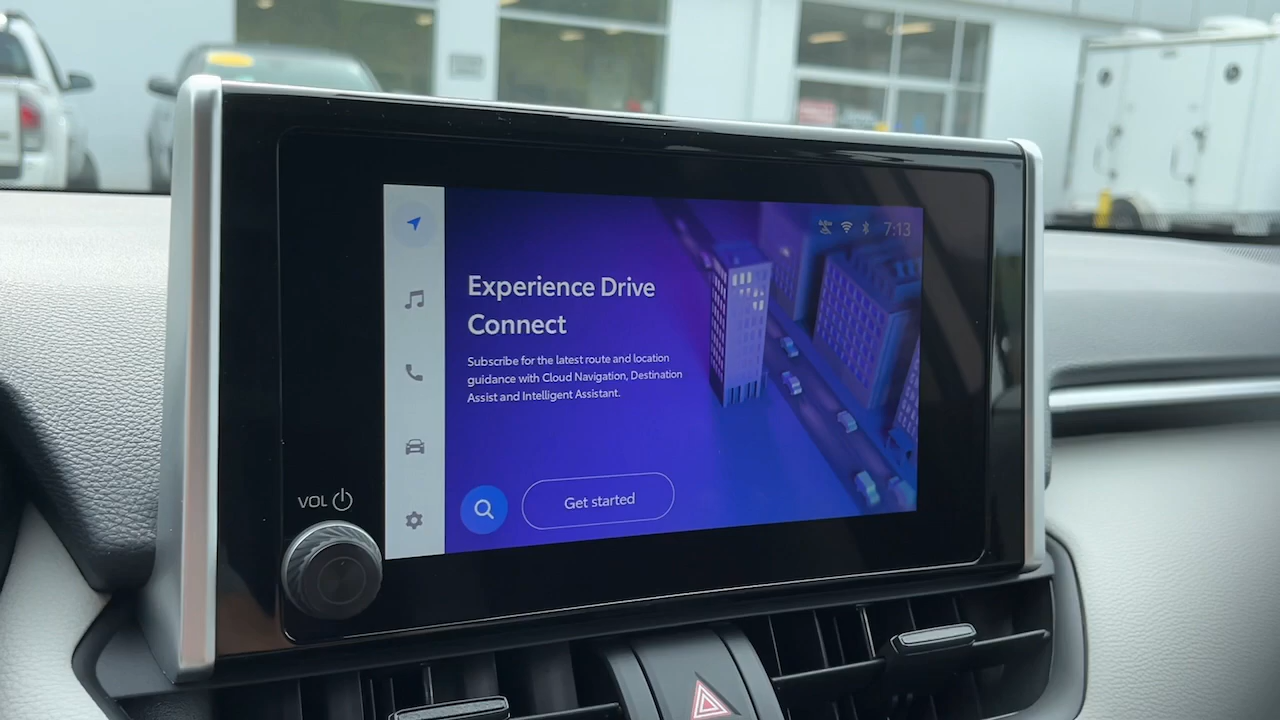 7:13
Experience Drive
Connect
Subscribe for the latest route and location
guidance with Cloud Navigation, Destination
Assist and Intelligent Assistant.
Get started
VOL